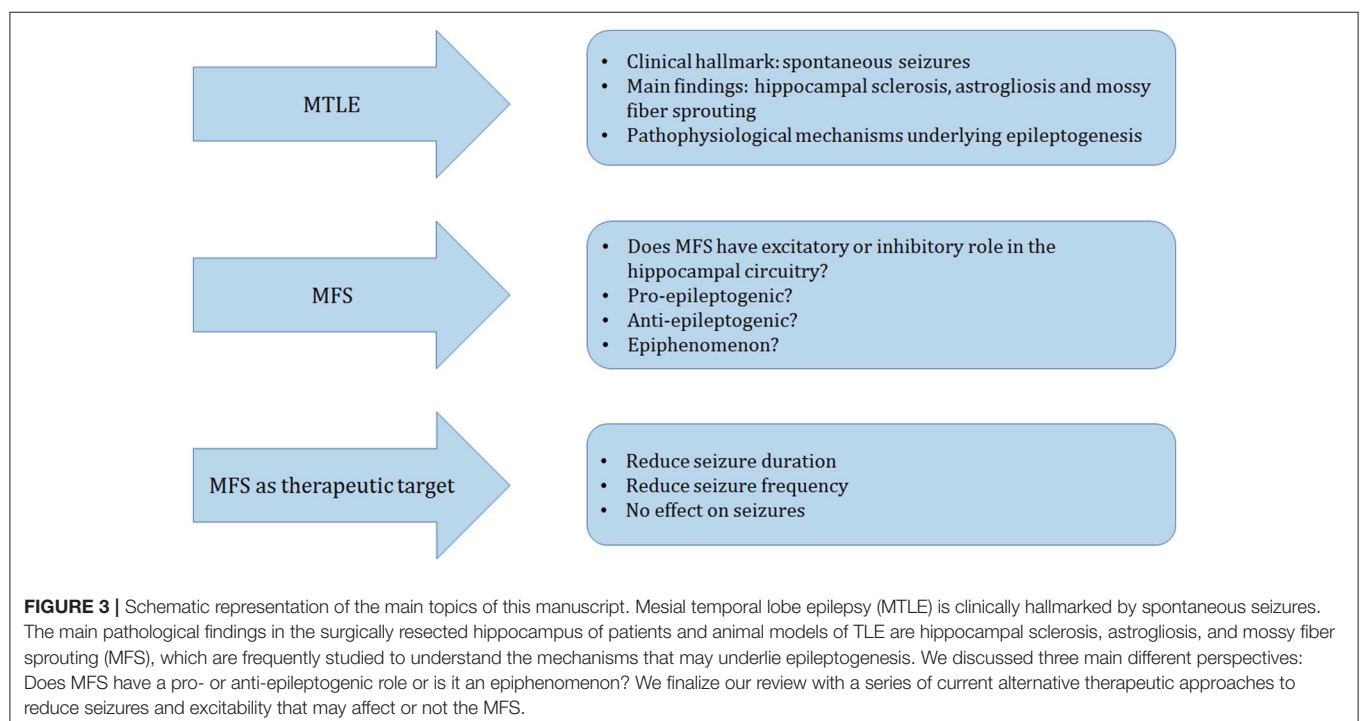 MTLE
• Clinical hallmark: spontaneous seizures
• Main findings: hippocampal sclerosis, astrogliosis and mossy
fiber sprouting
• Pathophysiological mechanisms underlying epileptogenesis
MFS
• Does MFS have excitatory or inhibitory role in the
hippocampal circuitry?
• Pro-epileptogenic?
• Anti-epileptogenic?
• Epiphenomenon?
MFS as therapeutic target
• Reduce seizure duration
• Reduce seizure frequency
• No effect on seizures
FIGURE 3 | Schematic representation of the main topics of this manuscript. Mesial temporal lobe epilepsy (MTLE) is clinically hallmarked by spontaneous seizures.
The main pathological findings in the surgically resected hippocampus of patients and animal models of TLE are hippocampal sclerosis, astrogliosis, and mossy fiber
sprouting (MFS), which are frequently studied to understand the mechanisms that may underlie epileptogenesis. We discussed three main different perspectives:
Does MFS have a pro- or anti-epileptogenic role or is it an epiphenomenon? We finalize our review with a series of current alternative therapeutic approaches to
reduce seizures and excitability that may affect or not the MFS.